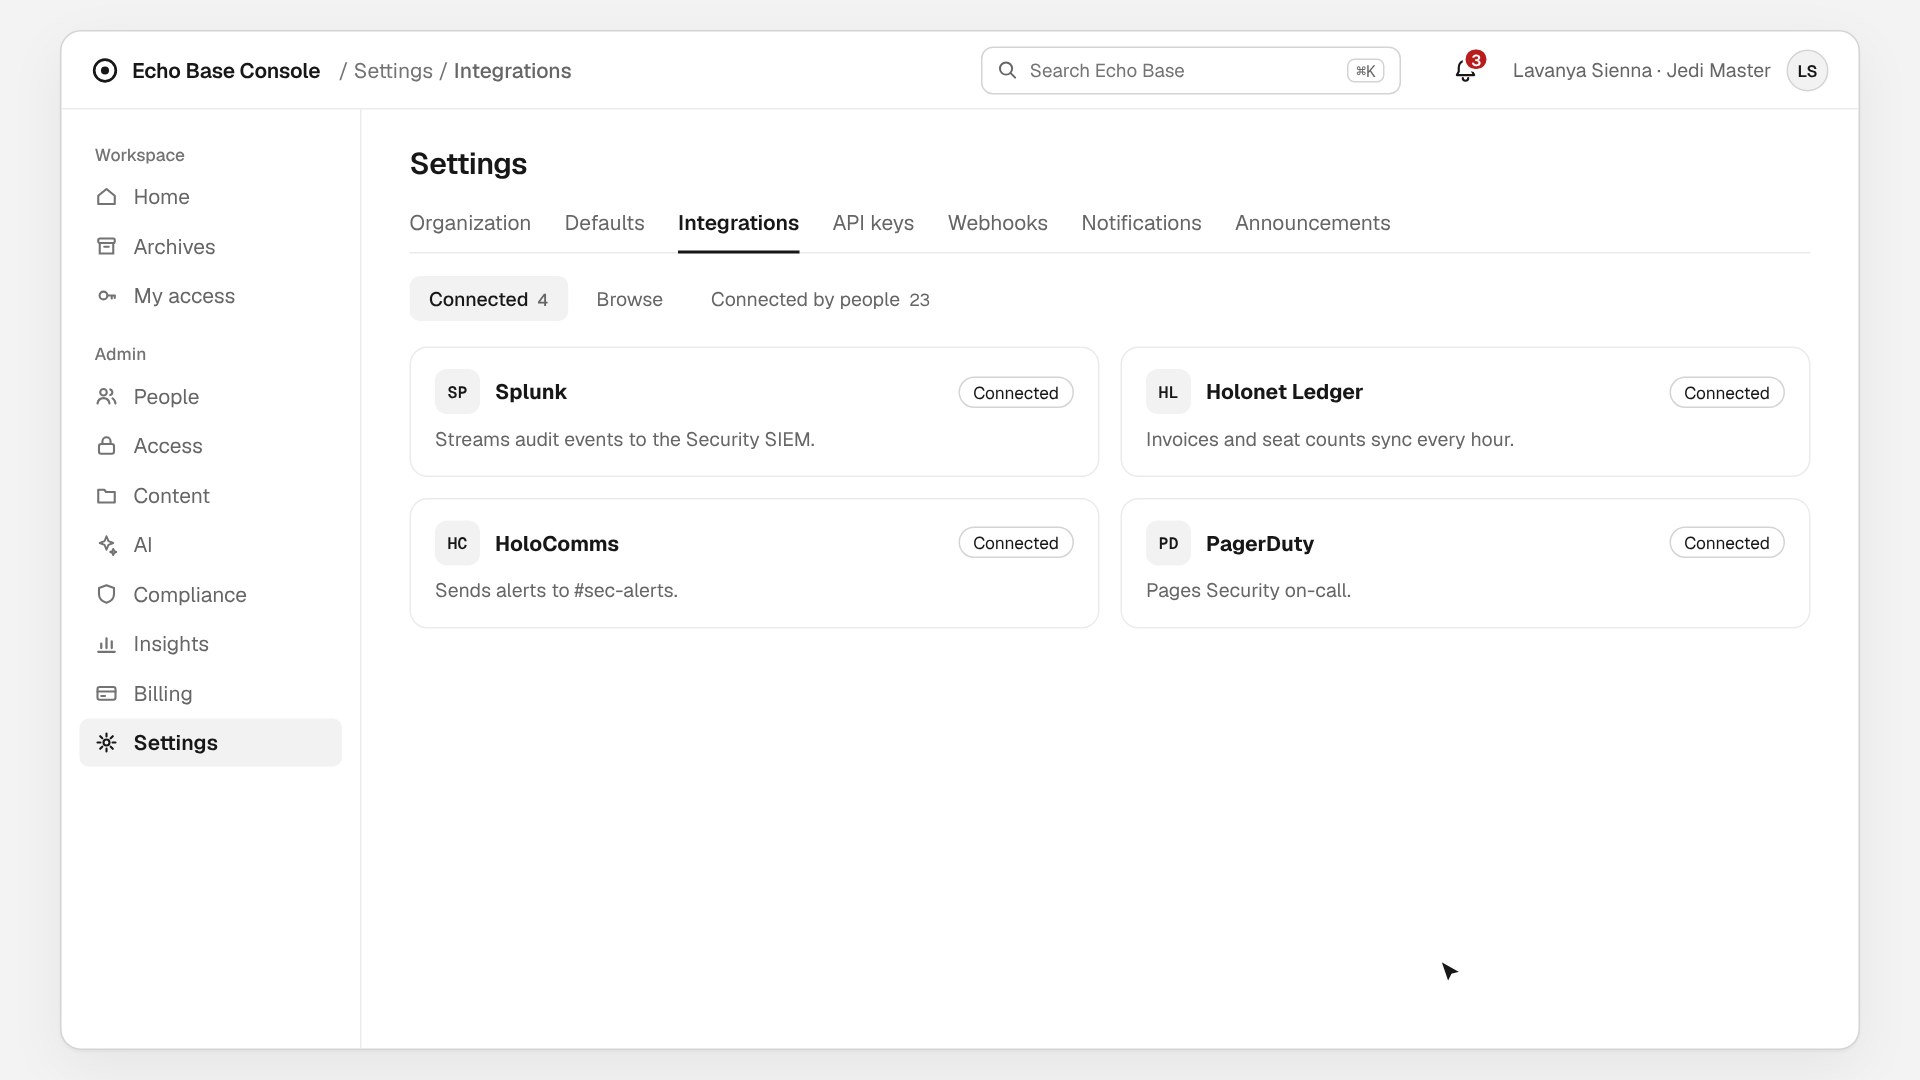 Echo Base Console / Settings / Integrations
Search Echo Base ⌘K
3
Lavanya Sienna · Jedi Master LS
Workspace
Home
Archives
My access
Admin
People
Access
Content
AI
Compliance
Insights
Billing
Settings
Settings
Organization Defaults Integrations API keys Webhooks Notifications Announcements
Connected 4 Browse Connected by people 23
SP Splunk Connected
Streams audit events to the Security SIEM.
HL Holonet Ledger Connected
Invoices and seat counts sync every hour.
HC HoloComms Connected
Sends alerts to #sec-alerts.
PD PagerDuty Connected
Pages Security on-call.